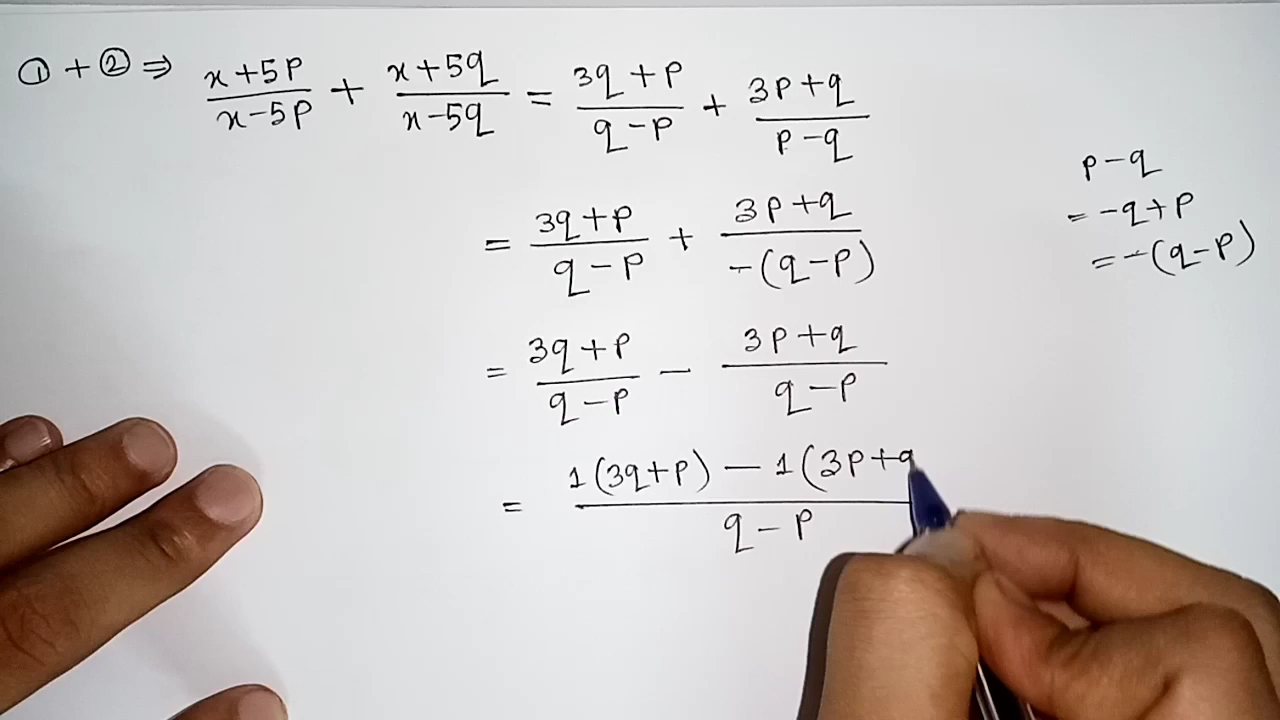 ① + ② ⇒ (x+5p)/(x-5p) + (x+5q)/(x-5q) = (3q+p)/(q-p) + (3p+q)/(p-q)
= (3q+p)/(q-p) + (3p+q)/(-(q-p))
= (3q+p)/(q-p) - (3p+q)/(q-p)
= (1(3q+p) - 1(3p+q)/(q-p)
p-q
= -q+p
= -(q-p)